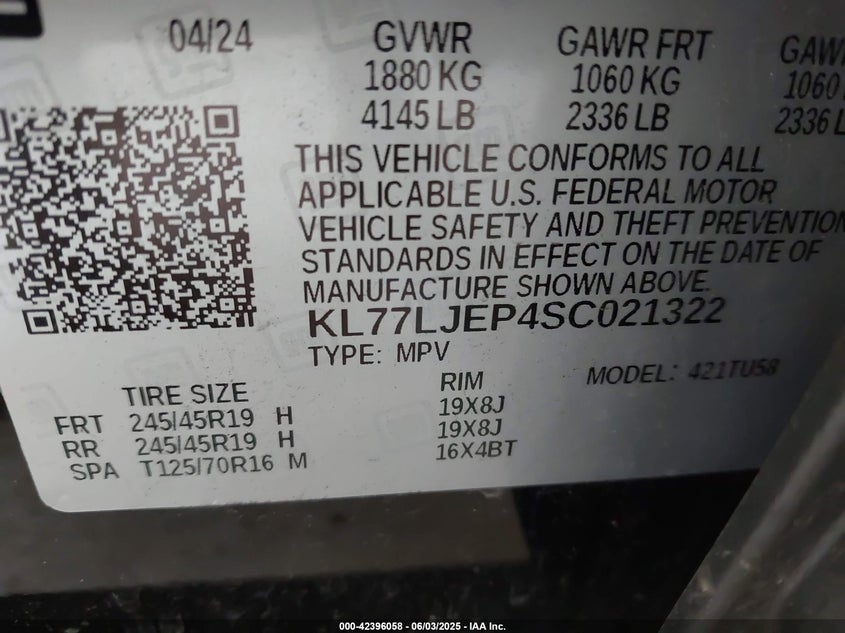 04/24 GVWR GAWR FRT GAWR
1880 KG 1060 KG 1060
4145 LB 2336 LB 2336 L
THIS VEHICLE CONFORMS TO ALL
APPLICABLE U.S. FEDERAL MOTOR
VEHICLE SAFETY AND THEFT PREVENTION
STANDARDS IN EFFECT ON THE DATE OF
MANUFACTURE SHOWN ABOVE.
KL77LJEP4SC021322
TYPE: MPV MODEL: 421TU58
TIRE SIZE RIM
FRT 245/45R19 H 19X8J
RR 245/45R19 H 19X8J
SPA T125/70R16 M 16X4BT
000-42396058 - 06/03/2025 - IAA Inc.